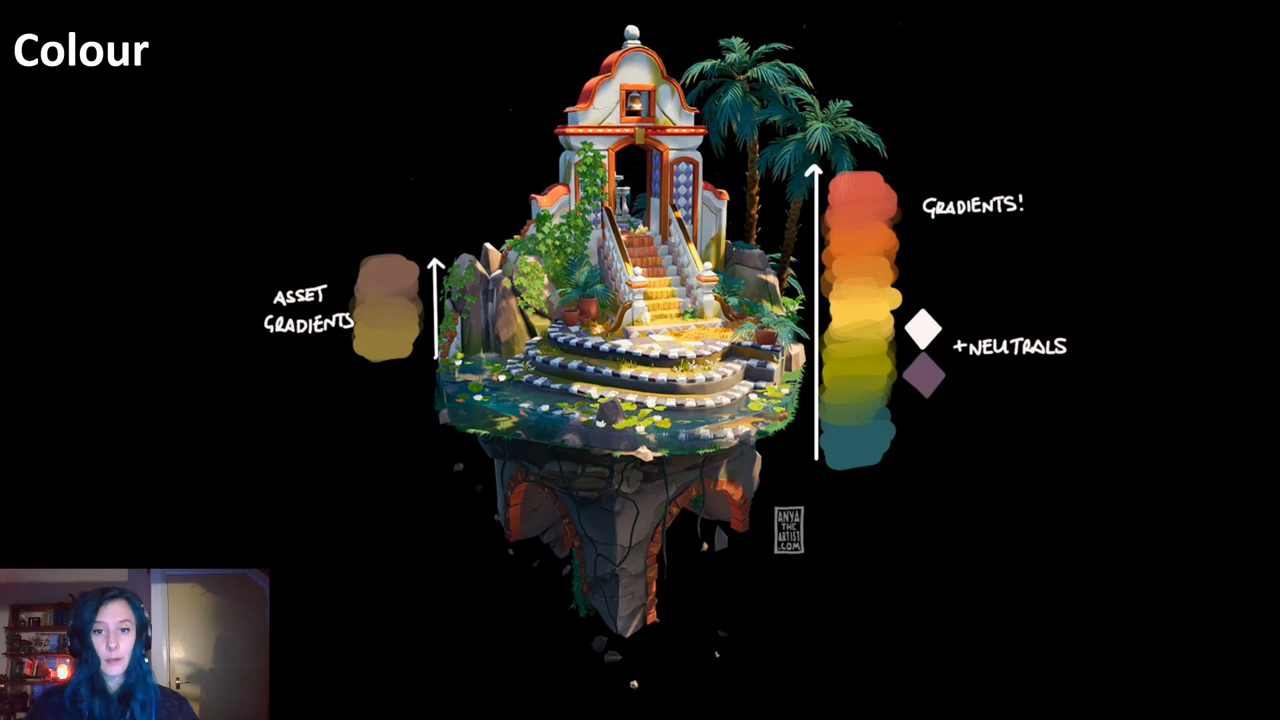 Colour
GRADIENTS!
ASSET
GRADIENTS
+NEUTRALS
ANYA
THE
ARTIST
.COM